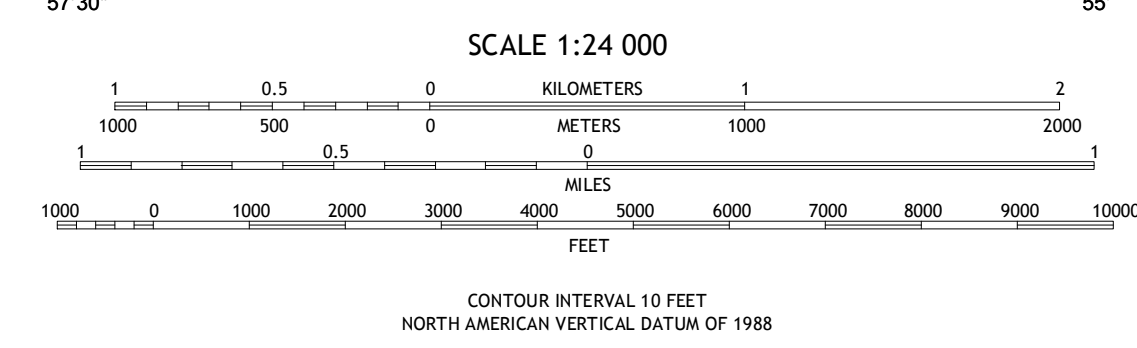 57'30" 55'
SCALE 1:24 000
1 0.5 0 KILOMETERS 1 2
1000 500 0 METERS 1000 2000
1 0.5 0 1
MILES
1000 0 1000 2000 3000 4000 5000 6000 7000 8000 9000 10000
FEET
CONTOUR INTERVAL 10 FEET
NORTH AMERICAN VERTICAL DATUM OF 1988